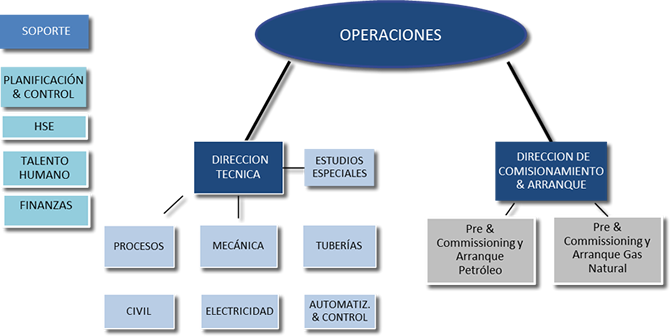 SOPORTE
PLANIFICACIÓN
& CONTROL
HSE
TALENTO
HUMANO
FINANZAS
OPERACIONES
DIRECCION
TECNICA
ESTUDIOS
ESPECIALES
PROCESOS
MECÁNICA
TUBERÍAS
CIVIL
ELECTRICIDAD
AUTOMATIZ.
& CONTROL
DIRECCION DE
COMISIONAMIENTO
& ARRANQUE
Pre &
Commissioning y
Arranque
Petróleo
Pre &
Commissioning y
Arranque Gas
Natural